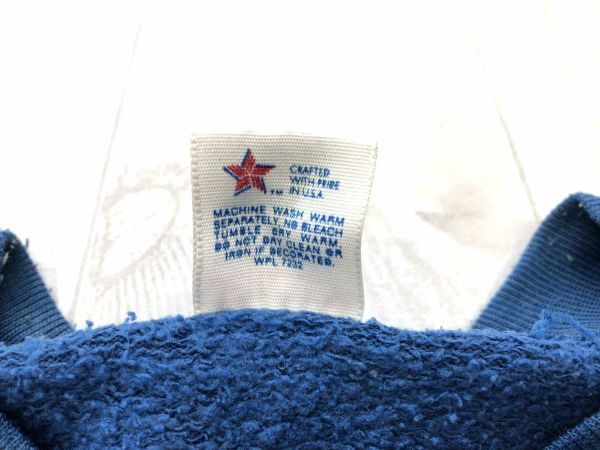 CRAFTED
WITH PRIDE
IN U.S.A.
TM
MACHINE WASH WARM
SEPARATELY. NO BLEACH
TUMBLE DRY WARM.
DO NOT DRY CLEAN OR
IRON IF DECORATED.
WPL 7232